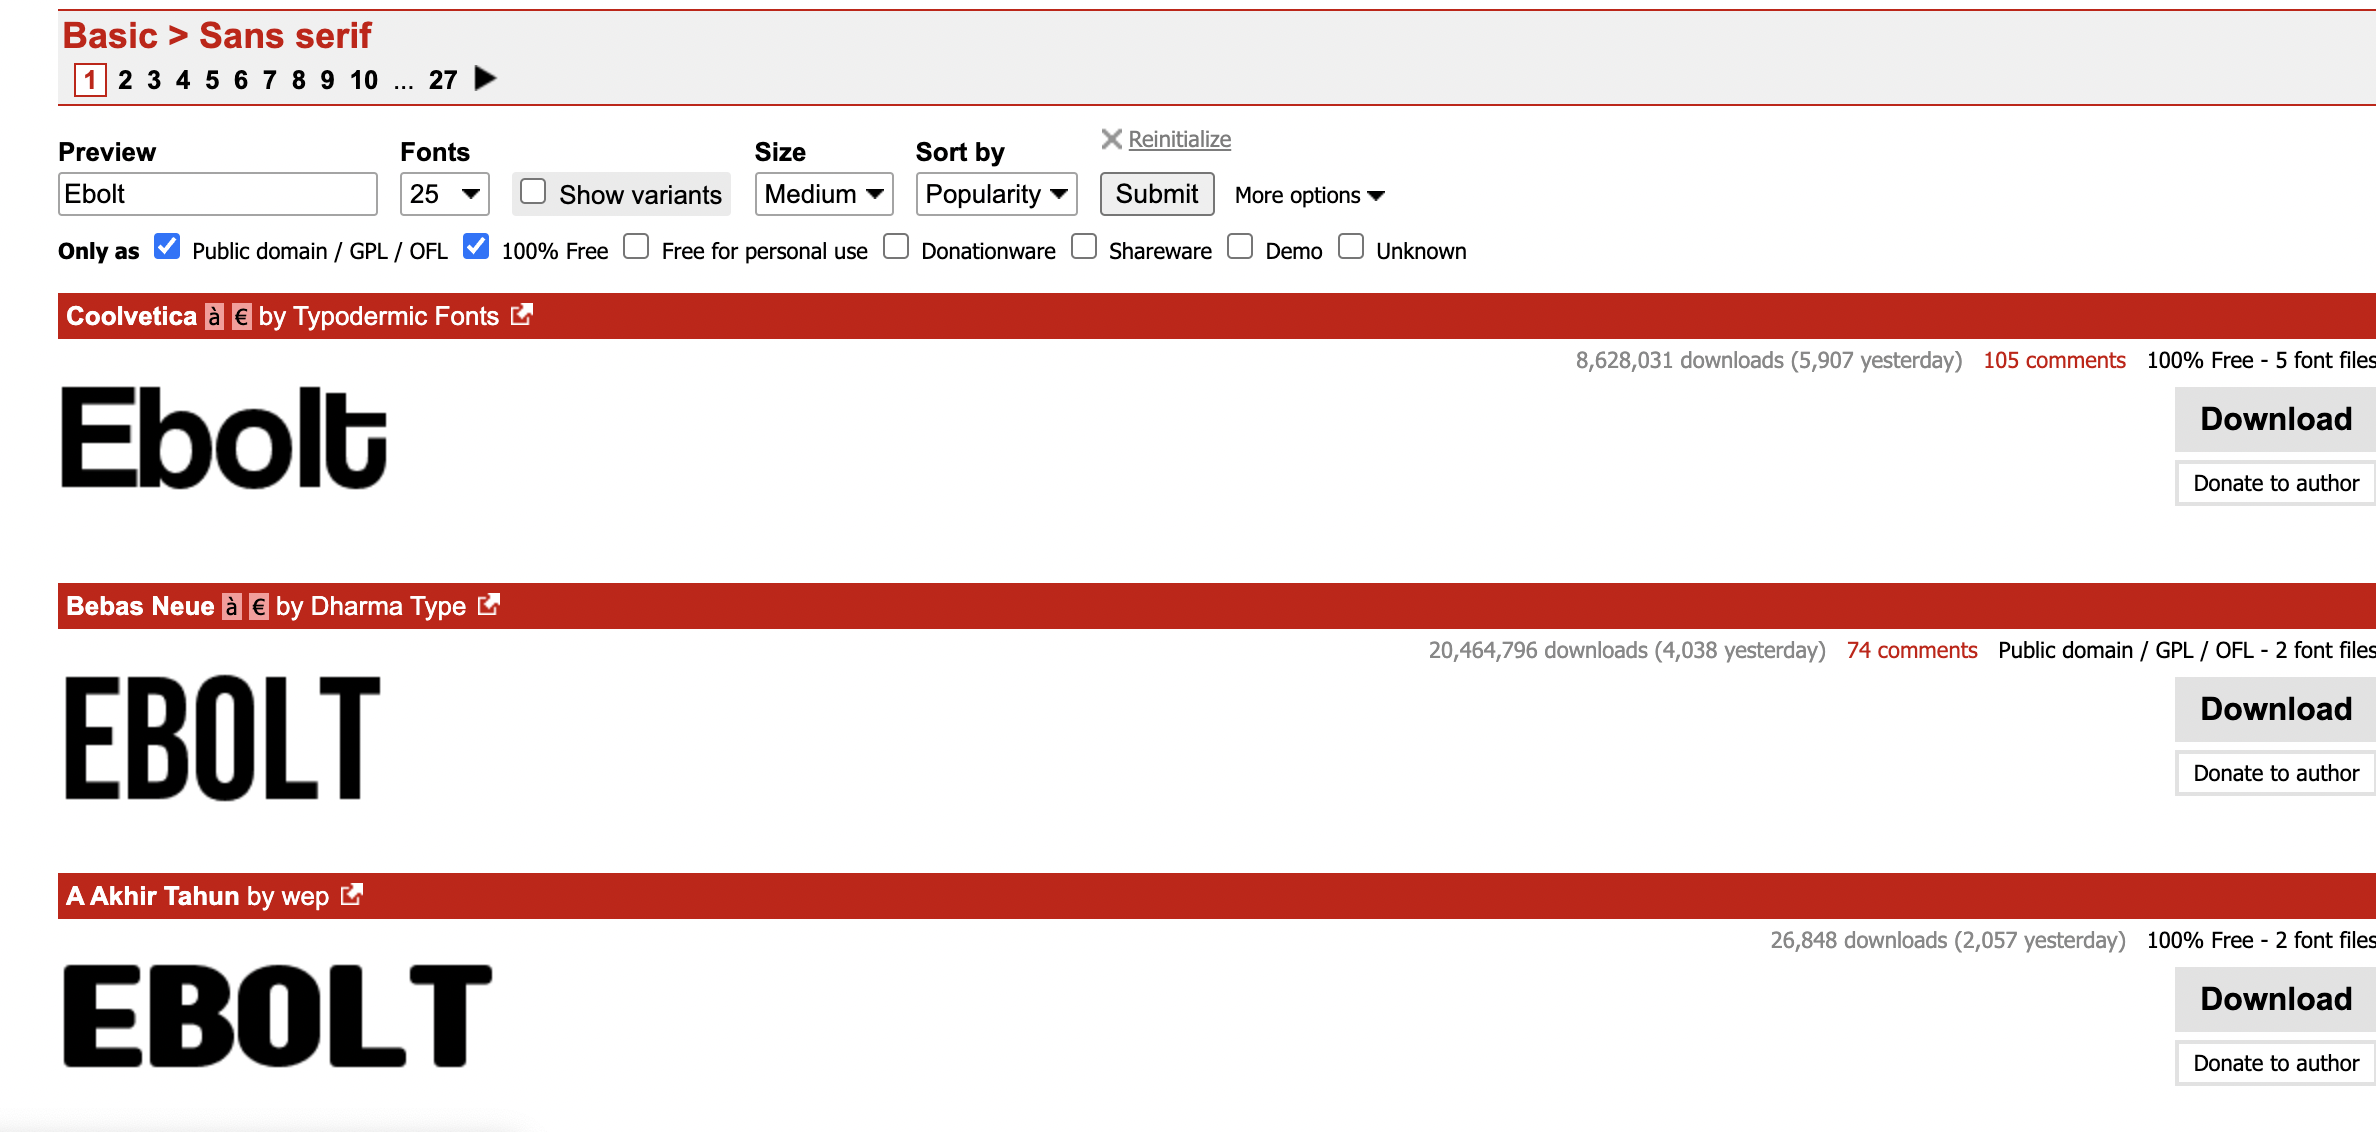 Basic > Sans serif
1 2 3 4 5 6 7 8 9 10 ... 27
Reinitialize
Preview Fonts Size Sort by
Ebolt 25 Show variants Medium Popularity Submit More options
Only as Public domain / GPL / OFL 100% Free Free for personal use Donationware Shareware Demo Unknown
Coolvetica à € by Typodermic Fonts
8,628,031 downloads (5,907 yesterday) 105 comments 100% Free - 5 font files
Ebolt
Download
Donate to author
Bebas Neue à € by Dharma Type
20,464,796 downloads (4,038 yesterday) 74 comments Public domain / GPL / OFL - 2 font files
EBOLT
Download
Donate to author
A Akhir Tahun by wep
26,848 downloads (2,057 yesterday) 100% Free - 2 font files
EBOLT
Download
Donate to author